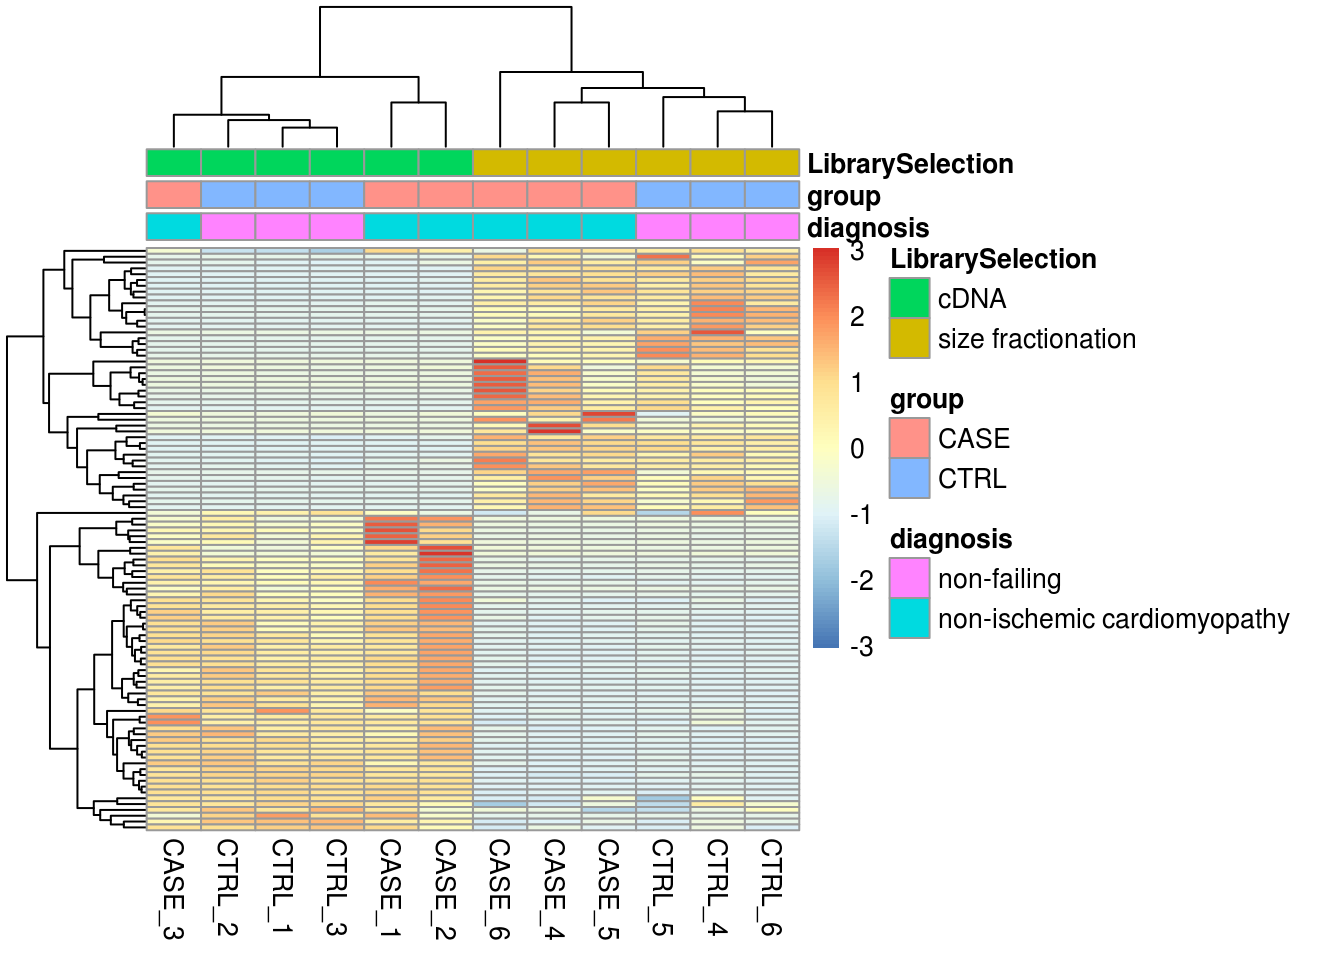 LibrarySelection
group
diagnosis
3
2
1
0
-1
-2
-3
LibrarySelection
cDNA
size fractionation
group
CASE
CTRL
diagnosis
non-failing
non-ischemic cardiomyopathy
CASE_3
CTRL_2
CTRL_1
CTRL_3
CASE_1
CASE_2
CASE_6
CASE_4
CASE_5
CTRL_5
CTRL_4
CTRL_6